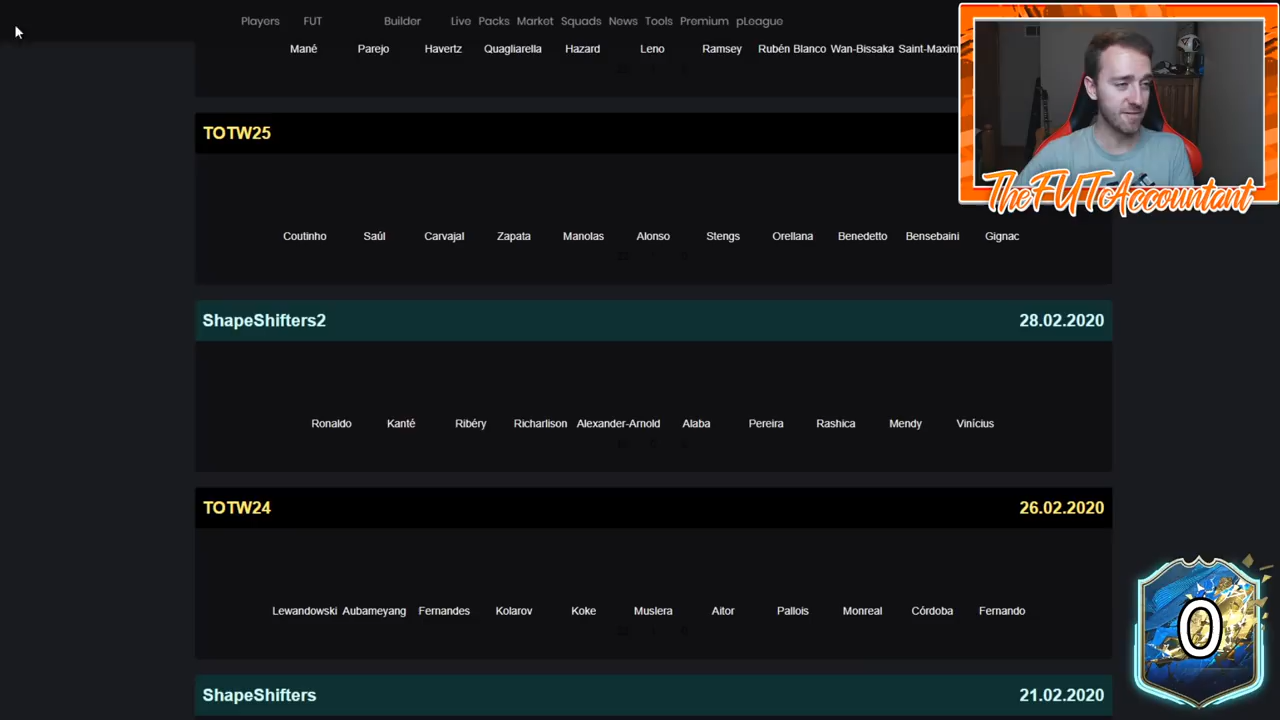 Players FUT Builder Live Packs Market Squads News Tools Premium pLeague
Mané Parejo Havertz Quagliarella Hazard Leno Ramsey Rubén Blanco Wan-Bissaka Saint-Maxim
TheFUTAccountant
TOTW25
Coutinho Saúl Carvajal Zapata Manolas Alonso Stengs Orellana Benedetto Bensebaini Gignac
ShapeShifters2 28.02.2020
Ronaldo Kanté Ribéry Richarlison Alexander-Arnold Alaba Pereira Rashica Mendy Vinícius
TOTW24 26.02.2020
Lewandowski Aubameyang Fernandes Kolarov Koke Muslera Aitor Pallois Monreal Córdoba Fernando
0
ShapeShifters 21.02.2020